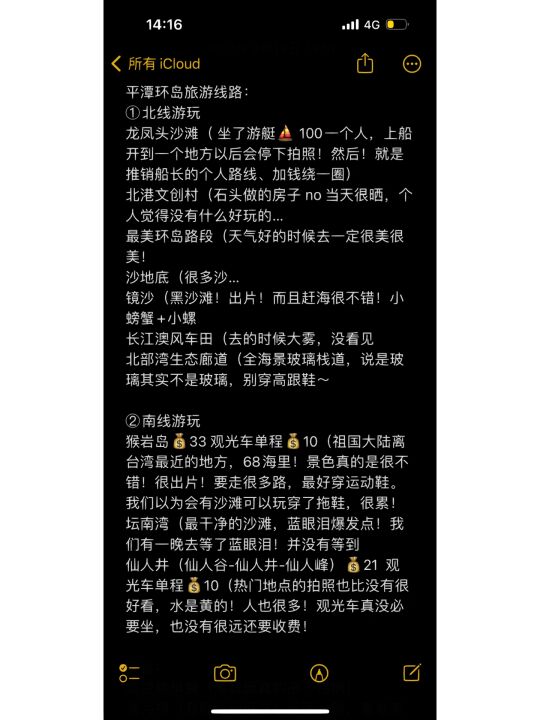 14:16
4G
所有 iCloud
平潭环岛旅游线路：
①北线游玩
龙凤头沙滩（ 坐了游艇⛵ 100一个人，上船
开到一个地方以后会停下拍照！然后！就是
推销船长的个人路线、加钱绕一圈）
北港文创村（石头做的房子 no 当天很晒，个
人觉得没有什么好玩的...
最美环岛路段（天气好的时候去一定很美很
美！
沙地底（很多沙...
镜沙（黑沙滩！出片！而且赶海很不错！小
螃蟹+小螺
长江澳风车田（去的时候大雾，没看见
北部湾生态廊道（全海景玻璃栈道，说是玻
璃其实不是玻璃，别穿高跟鞋～
②南线游玩
猴岩岛💰33 观光车单程💰10（祖国大陆离
台湾最近的地方，68海里！景色真的是很不
错！很出片！要走很多路，最好穿运动鞋。
我们以为会有沙滩可以玩穿了拖鞋，很累！
坛南湾（最干净的沙滩，蓝眼泪爆发点！我
们有一晚去等了蓝眼泪！并没有等到
仙人井（仙人谷-仙人井-仙人峰）💰21 观
光车单程💰10（热门地点的拍照也比没有很
好看，水是黄的！人也很多！观光车真没必
要坐，也没有很远还要收费！